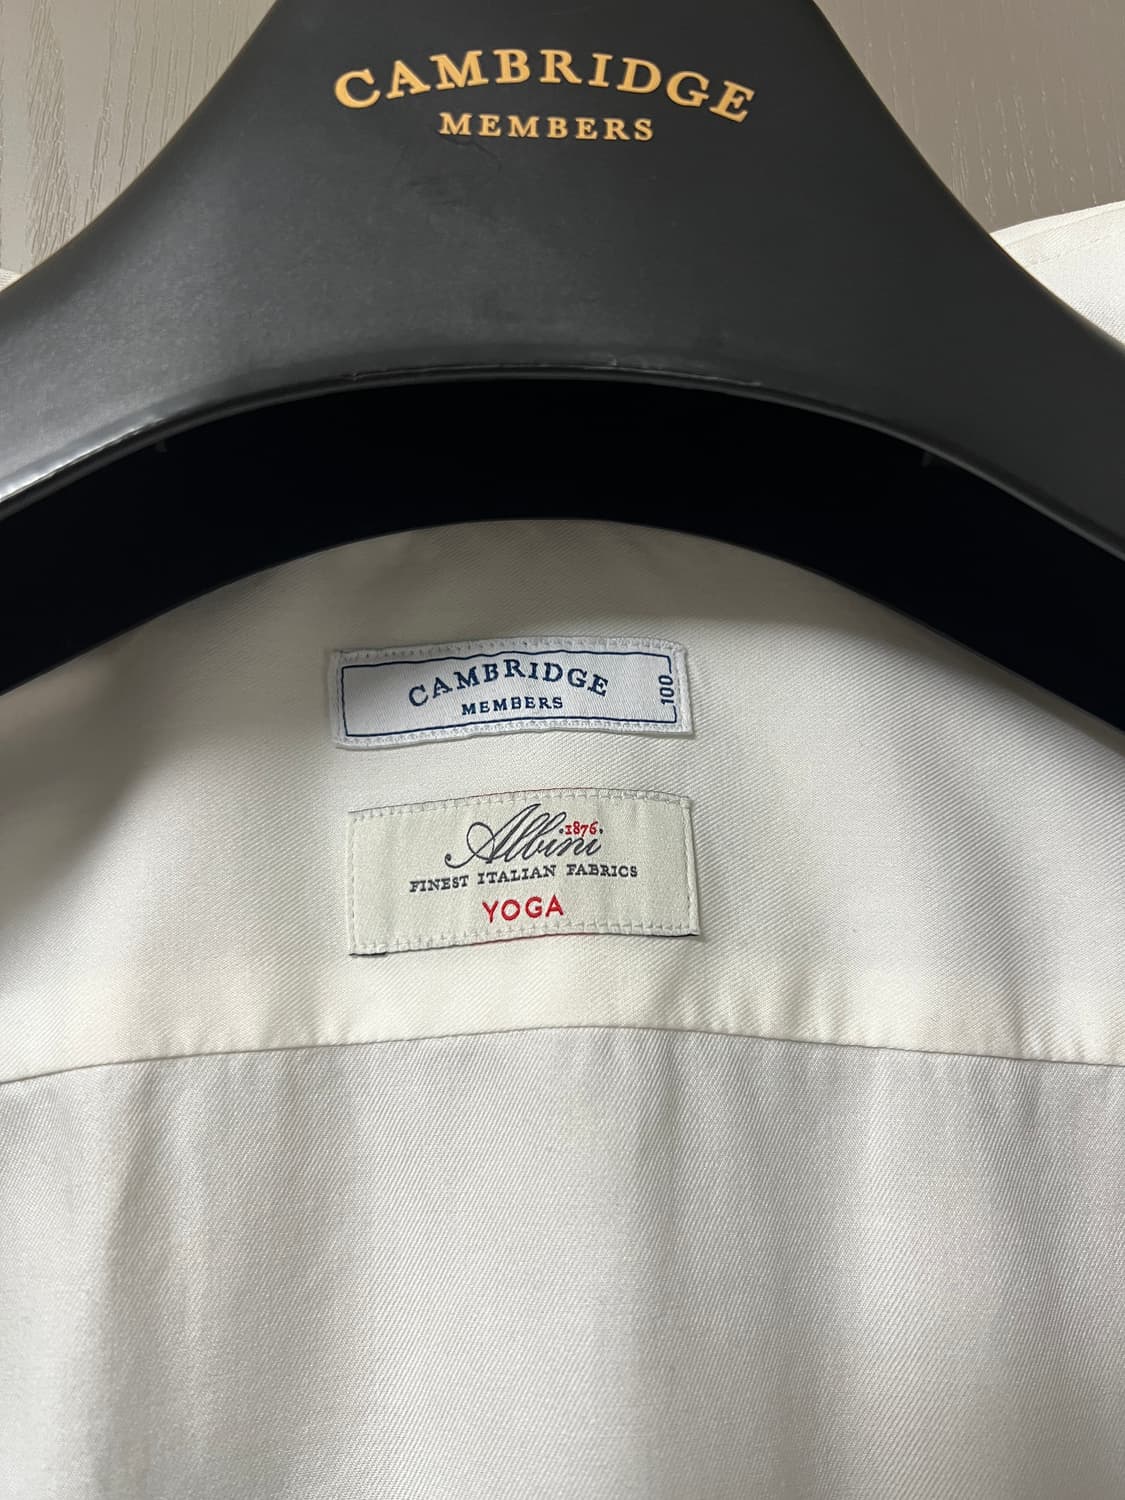 CAMBRIDGE
MEMBERS
CAMBRIDGE
MEMBERS
100
Albini
·1876·
FINEST ITALIAN FABRICS
YOGA